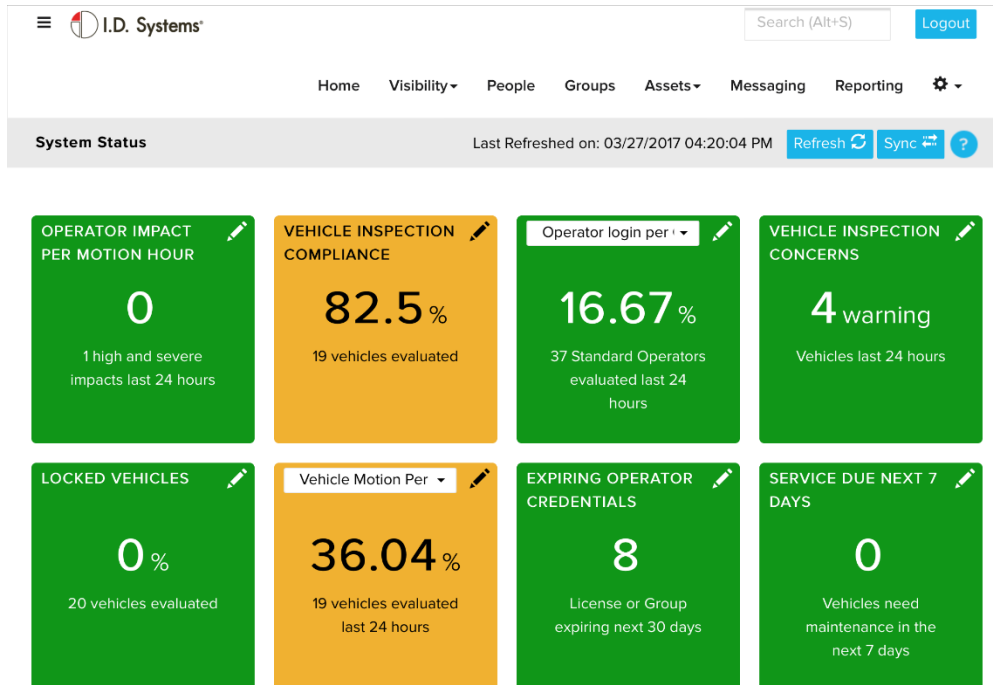 I.D. Systems
Search (Alt+S)
Logout
Home Visibility People Groups Assets Messaging Reporting
System Status
Last Refreshed on: 03/27/2017 04:20:04 PM
Refresh
Sync
?
OPERATOR IMPACT
PER MOTION HOUR
0
1 high and severe
impacts last 24 hours
VEHICLE INSPECTION
COMPLIANCE
82.5 %
19 vehicles evaluated
Operator login per
16.67 %
37 Standard Operators
evaluated last 24
hours
VEHICLE INSPECTION
CONCERNS
4 warning
Vehicles last 24 hours
LOCKED VEHICLES
0 %
20 vehicles evaluated
Vehicle Motion Per
36.04 %
19 vehicles evaluated
last 24 hours
EXPIRING OPERATOR
CREDENTIALS
8
License or Group
expiring next 30 days
SERVICE DUE NEXT 7
DAYS
0
Vehicles need
maintenance in the
next 7 days